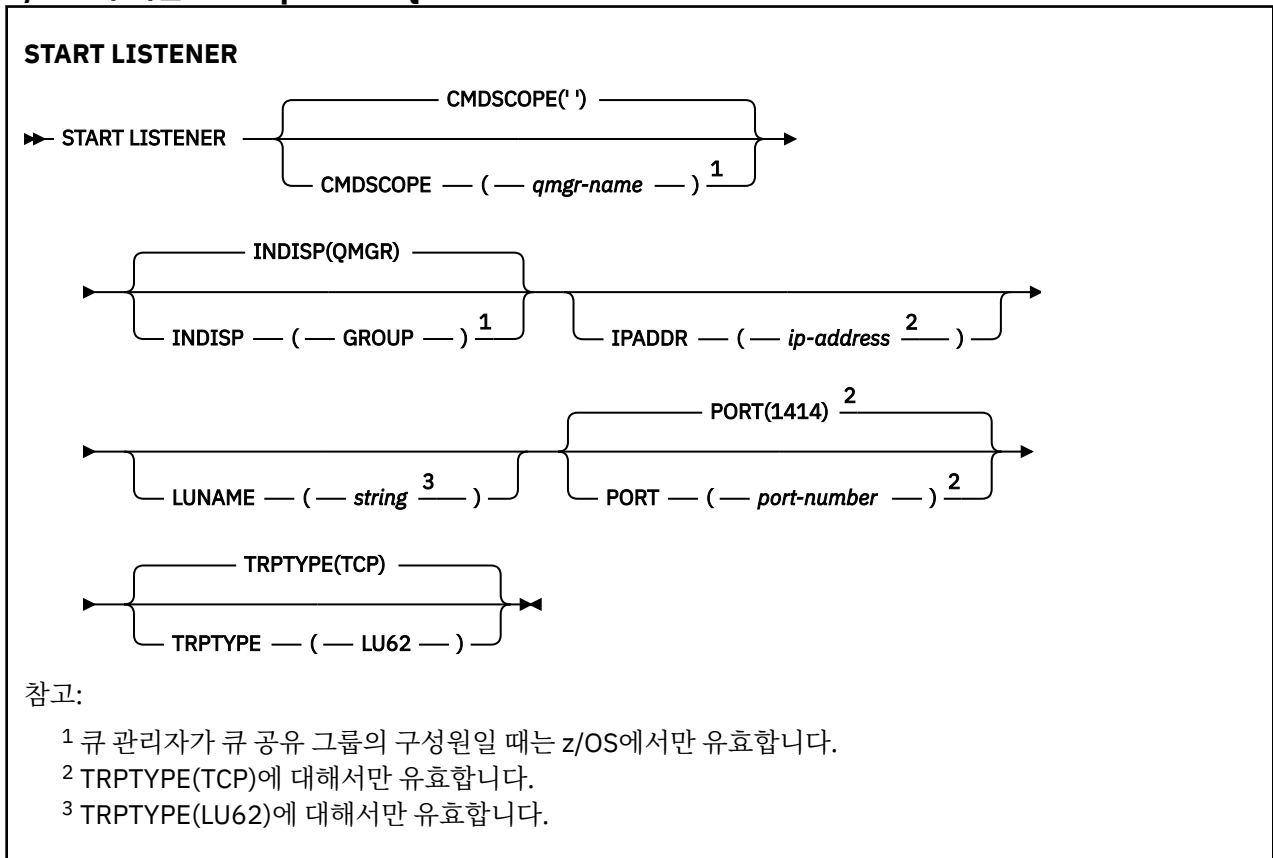 START LISTENER
CMDSCOPE(' ')
START LISTENER
CMDSCOPE ( qmgr-name ) 1
INDISP(QMGR)
INDISP ( GROUP ) 1
IPADDR ( ip-address 2 )
PORT(1414) 2
LUNAME ( string 3 )
PORT ( port-number ) 2
TRPTYPE(TCP)
TRPTYPE ( LU62 )
참고:
1 큐 관리자가 큐 공유 그룹의 구성원일 때는 z/OS에서만 유효합니다.
2 TRPTYPE(TCP)에 대해서만 유효합니다.
3 TRPTYPE(LU62)에 대해서만 유효합니다.